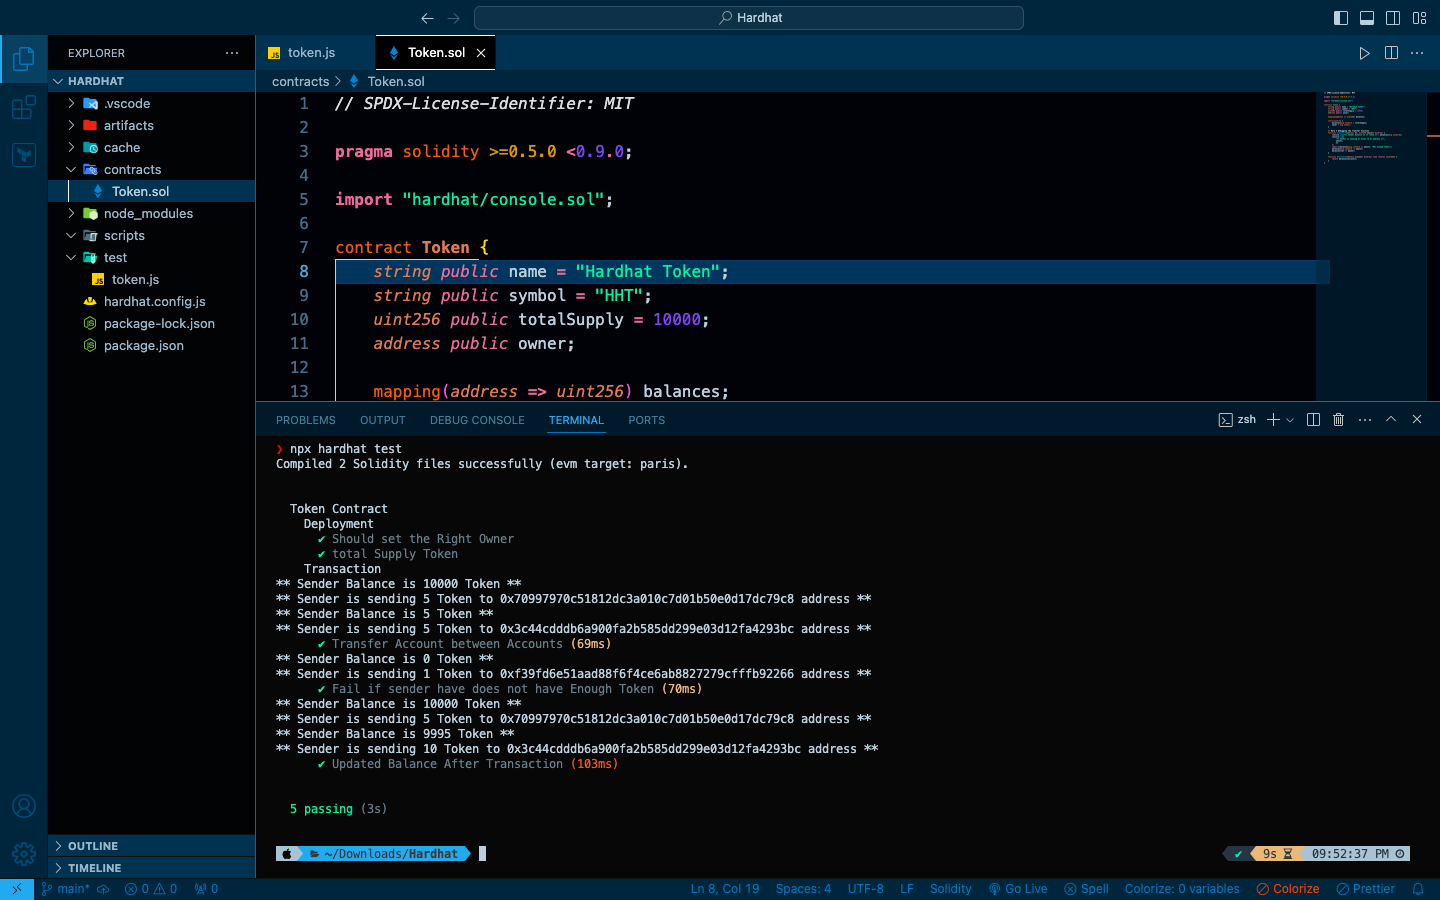 Hardhat
EXPLORER
HARDHAT
.vscode
artifacts
cache
contracts
Token.sol
node_modules
scripts
test
token.js
hardhat.config.js
package-lock.json
package.json
OUTLINE
TIMELINE
token.js
Token.sol
contracts > Token.sol
1 // SPDX-License-Identifier: MIT
2
3 pragma solidity >=0.5.0 <0.9.0;
4
5 import "hardhat/console.sol";
6
7 contract Token {
8 string public name = "Hardhat Token";
9 string public symbol = "HHT";
10 uint256 public totalSupply = 10000;
11 address public owner;
12
13 mapping(address => uint256) balances;
PROBLEMS OUTPUT DEBUG CONSOLE TERMINAL PORTS
zsh
❯ npx hardhat test
Compiled 2 Solidity files successfully (evm target: paris).
Token Contract
Deployment
✔ Should set the Right Owner
✔ total Supply Token
Transaction
** Sender Balance is 10000 Token **
** Sender is sending 5 Token to 0x70997970c51812dc3a010c7d01b50e0d17dc79c8 address **
** Sender Balance is 5 Token **
** Sender is sending 5 Token to 0x3c44cdddb6a900fa2b585dd299e03d12fa4293bc address **
✔ Transfer Account between Accounts (69ms)
** Sender Balance is 0 Token **
** Sender is sending 1 Token to 0xf39fd6e51aad88f6f4ce6ab8827279cfffb92266 address **
✔ Fail if sender have does not have Enough Token (70ms)
** Sender Balance is 10000 Token **
** Sender is sending 5 Token to 0x70997970c51812dc3a010c7d01b50e0d17dc79c8 address **
** Sender Balance is 9995 Token **
** Sender is sending 10 Token to 0x3c44cdddb6a900fa2b585dd299e03d12fa4293bc address **
✔ Updated Balance After Transaction (103ms)
5 passing (3s)
~/Downloads/Hardhat
✔ 9s 09:52:37 PM
main* 0 0 0
Ln 8, Col 19 Spaces: 4 UTF-8 LF Solidity Go Live Spell Colorize: 0 variables Colorize Prettier